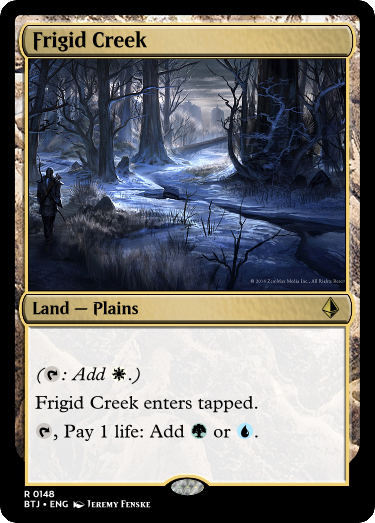 Frigid Creek
Land — Plains
(: Add .)
Frigid Creek enters tapped.
, Pay 1 life: Add or .
R 0148
BTJ • ENG Jeremy Fenske